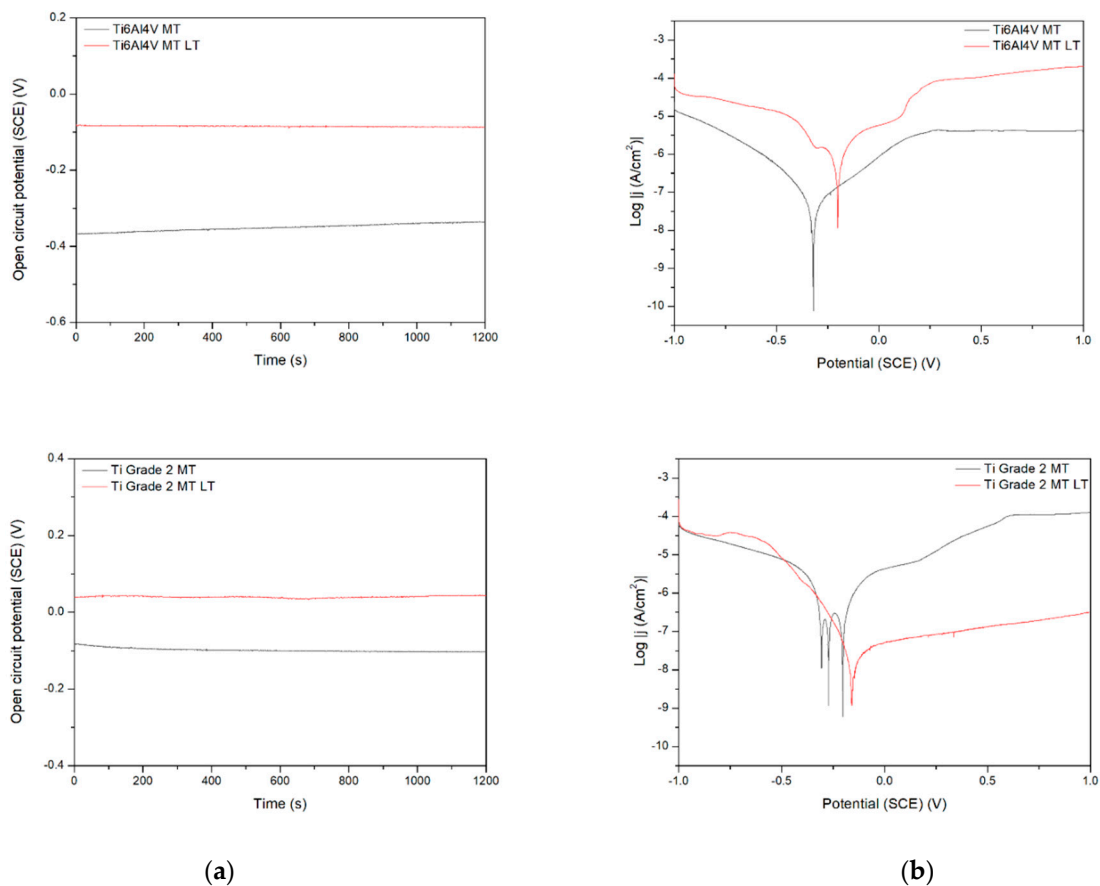 Ti6Al4V MT
Ti6Al4V MT LT
0.2
0.0
-0.2
-0.4
-0.6
0 200 400 600 800 1000 1200
Open circuit potential (SCE) (V)
Time (s)
Ti6Al4V MT
Ti6Al4V MT LT
-3
-4
-5
-6
-7
-8
-9
-10
-1.0 -0.5 0.0 0.5 1.0
Log |j (A/cm²)|
Potential (SCE) (V)
Ti Grade 2 MT
Ti Grade 2 MT LT
0.4
0.2
0.0
-0.2
-0.4
0 200 400 600 800 1000 1200
Open circuit potential (SCE) (V)
Time (s)
Ti Grade 2 MT
Ti Grade 2 MT LT
-3
-4
-5
-6
-7
-8
-9
-10
-1.0 -0.5 0.0 0.5 1.0
Log |j (A/cm²)|
Potential (SCE) (V)
(a)
(b)